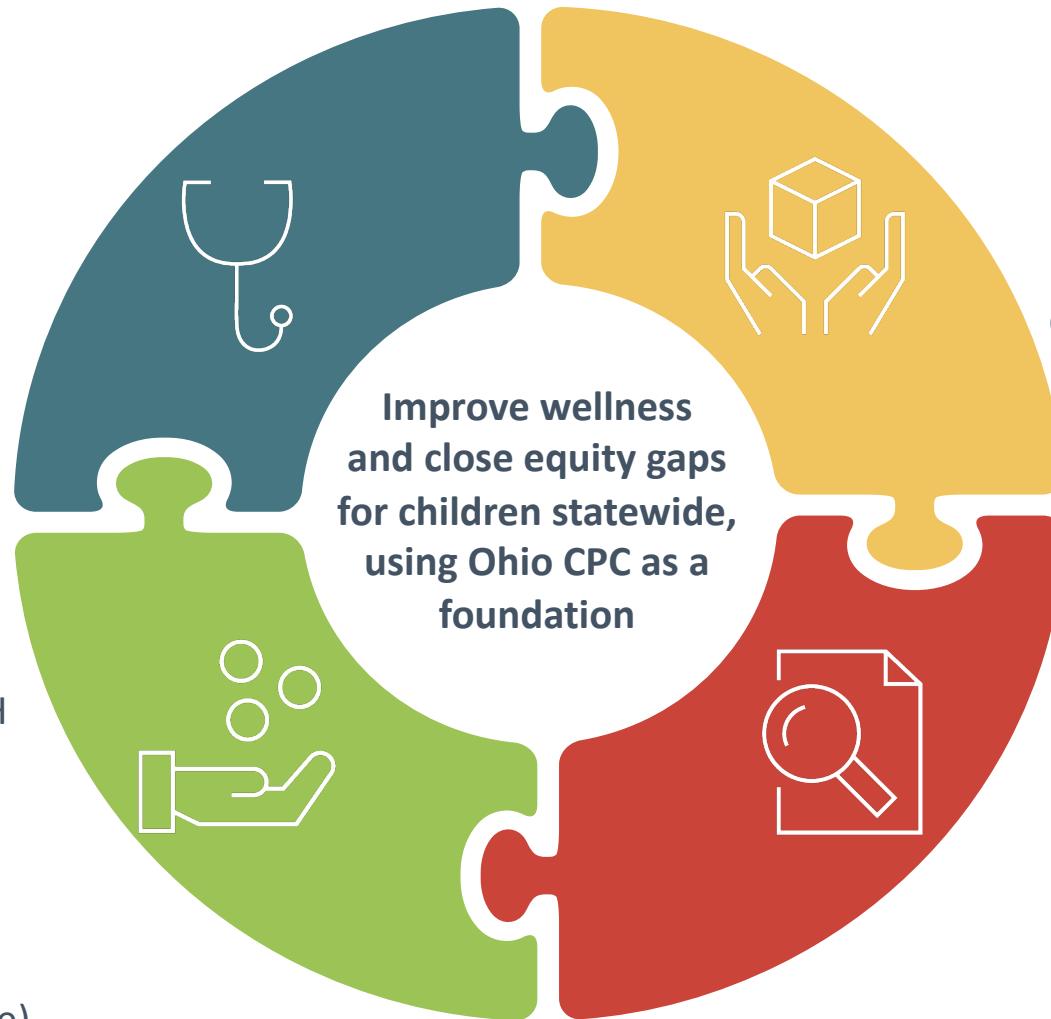 Improve wellness
and close equity gaps
for children statewide,
using Ohio CPC as a
foundation